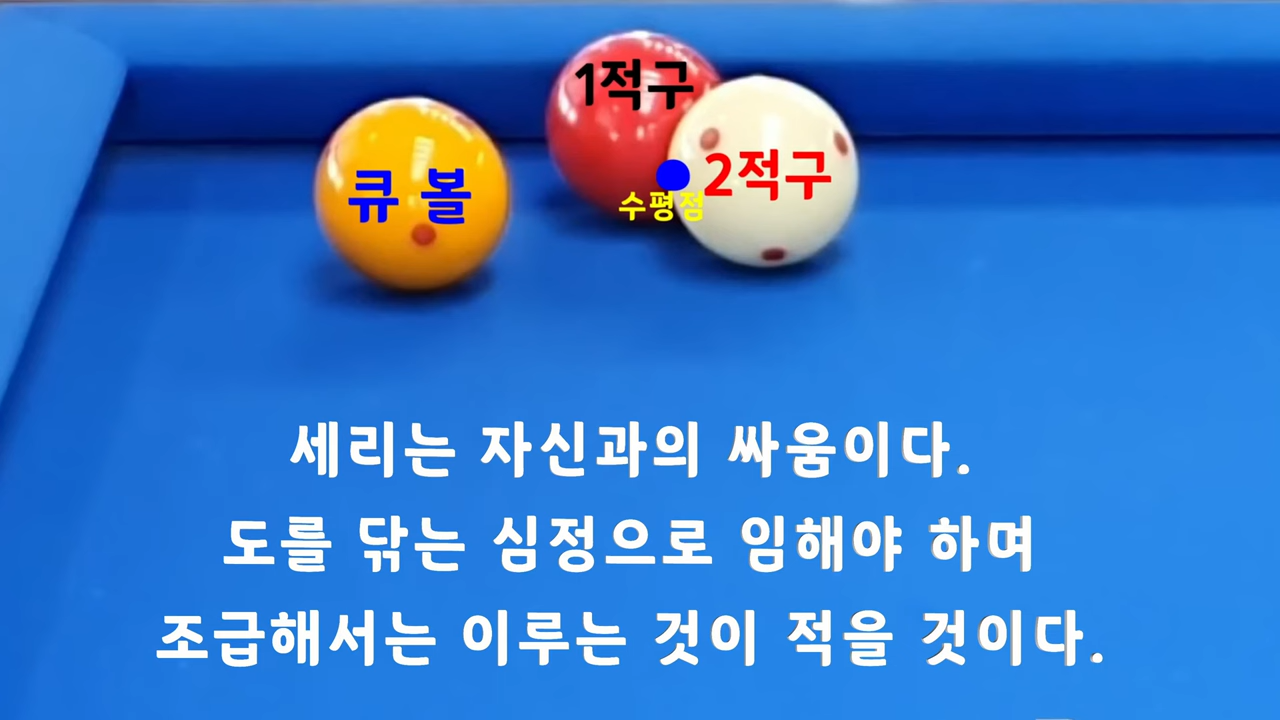 1적구
큐 볼
2적구
수평점
세리는 자신과의 싸움이다.
도를 닦는 심정으로 임해야 하며
조급해서는 이루는 것이 적을 것이다.